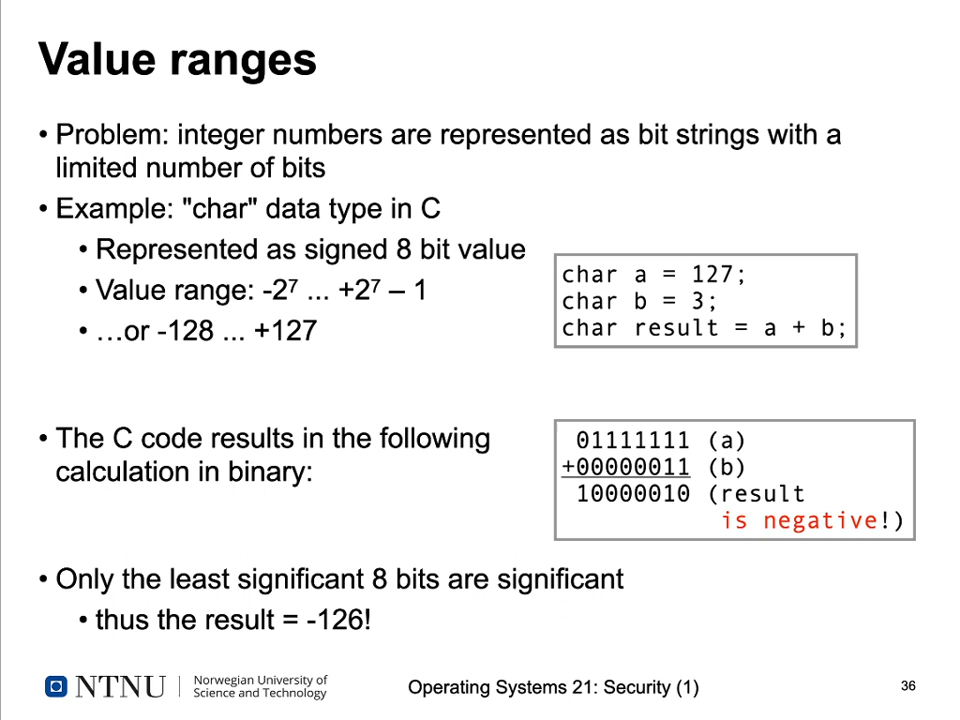 Value ranges
• Problem: integer numbers are represented as bit strings with a
limited number of bits
• Example: "char" data type in C
• Represented as signed 8 bit value
• Value range: -2⁷ ... +2⁷ – 1
• …or -128 ... +127
char a = 127;
char b = 3;
char result = a + b;
• The C code results in the following
calculation in binary:
01111111 (a)
+00000011 (b)
10000010 (result
is negative!)
• Only the least significant 8 bits are significant
• thus the result = -126!
NTNU
Norwegian University of
Science and Technology
Operating Systems 21: Security (1)
36